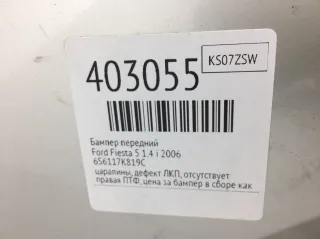 KS07ZSW
403055
Бампер передний
Ford Fiesta 5 1.4 i 2006
6S6117K819C
царапины, дефект ЛКП, отсутствует
правая ПТФ, цена за бампер в сборе как